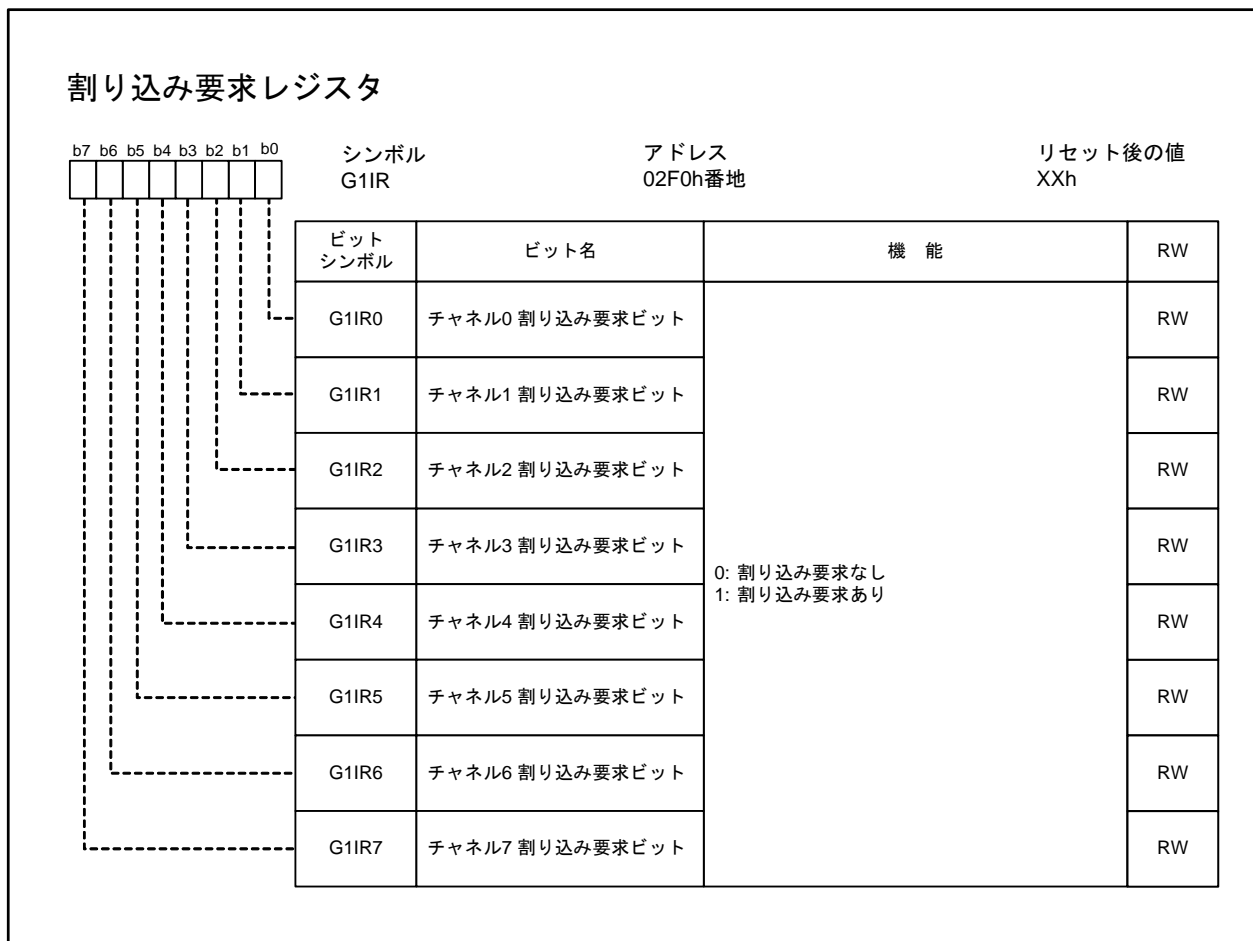 割り込み要求レジスタ
b7 b6 b5 b4 b3 b2 b1 b0
シンボル アドレス リセット後の値
G1IR 02F0h番地 XXh
ビット
シンボル ビット名 機 能 RW
G1IR0 チャネル0 割り込み要求ビット RW
G1IR1 チャネル1 割り込み要求ビット RW
G1IR2 チャネル2 割り込み要求ビット RW
G1IR3 チャネル3 割り込み要求ビット RW
0: 割り込み要求なし
1: 割り込み要求あり
G1IR4 チャネル4 割り込み要求ビット RW
G1IR5 チャネル5 割り込み要求ビット RW
G1IR6 チャネル6 割り込み要求ビット RW
G1IR7 チャネル7 割り込み要求ビット RW